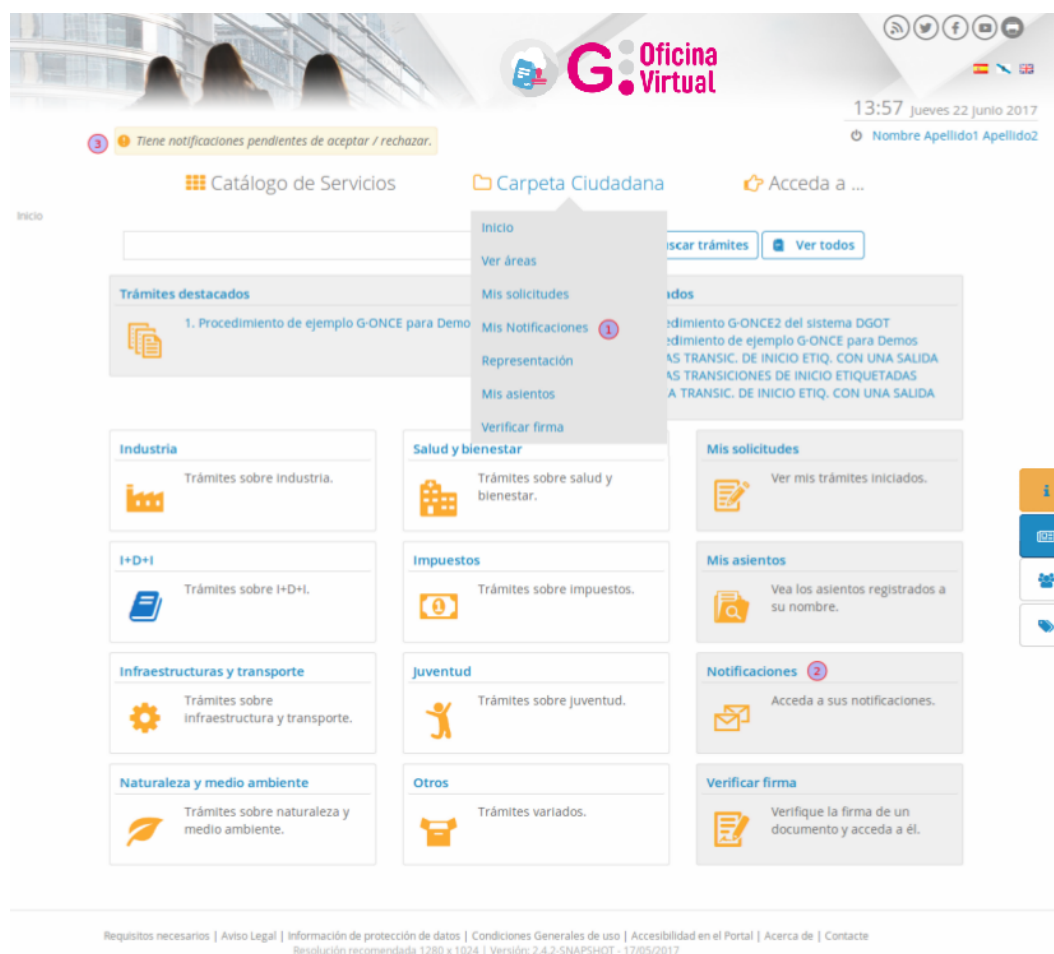 G Oficina
Virtual
13:57 Jueves 22 Junio 2017
Nombre Apellido1 Apellido2
3 Tiene notificaciones pendientes de aceptar / rechazar.
Catálogo de Servicios
Carpeta Ciudadana
Acceda a ...
Inicio
Inicio
Ver áreas
Mis solicitudes
Mis Notificaciones 1
Representación
Mis asientos
Verificar firma
scar trámites
Ver todos
Trámites destacados
1. Procedimiento de ejemplo G-ONCE para Demo
ados
edimiento G-ONCE2 del sistema DGOT
edimiento de ejemplo G-ONCE para Demos
AS TRANSIC. DE INICIO ETIQ. CON UNA SALIDA
AS TRANSICIONES DE INICIO ETIQUETADAS
A TRANSIC. DE INICIO ETIQ. CON UNA SALIDA
Industria
Trámites sobre industria.
Salud y bienestar
Trámites sobre salud y
bienestar.
Mis solicitudes
Ver mis trámites iniciados.
I+D+I
Trámites sobre I+D+I.
Impuestos
Trámites sobre impuestos.
Mis asientos
Vea los asientos registrados a
su nombre.
Infraestructuras y transporte
Trámites sobre
infraestructura y transporte.
Juventud
Trámites sobre juventud.
Notificaciones 2
Acceda a sus notificaciones.
Naturaleza y medio ambiente
Trámites sobre naturaleza y
medio ambiente.
Otros
Trámites variados.
Verificar firma
Verifique la firma de un
documento y acceda a él.
Requisitos necesarios | Aviso Legal | Información de protección de datos | Condiciones Generales de uso | Accesibilidad en el Portal | Acerca de | Contacte
Resolución recomendada 1280 x 1024 | Versión: 2.4.2-SNAPSHOT - 17/05/2017